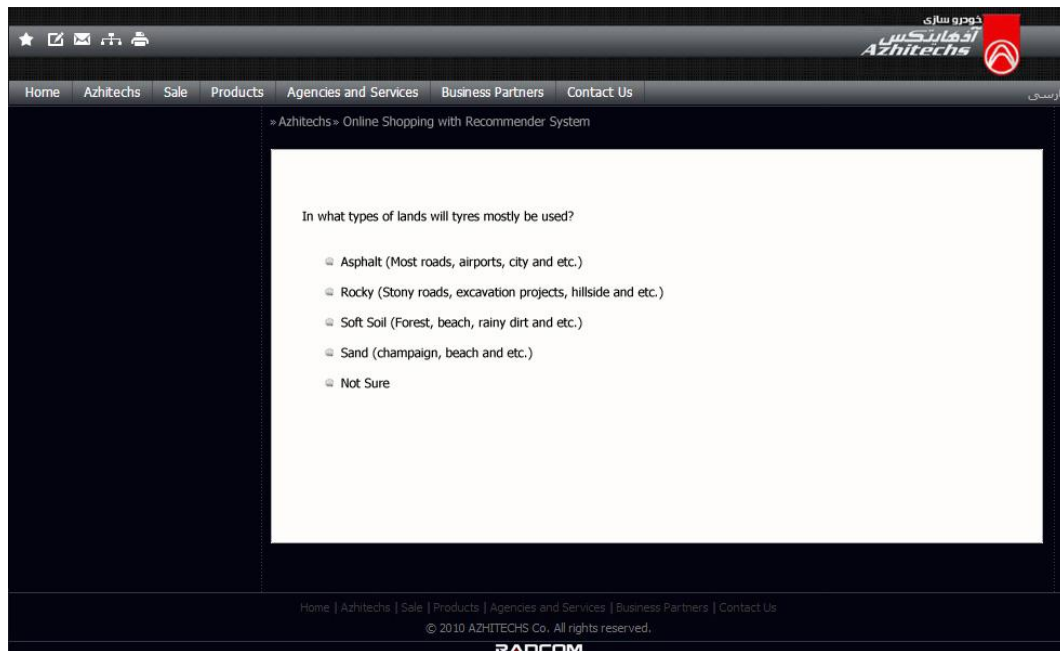 خودرو سازی
آذهایتکس
Azhitechs
Home Azhitechs Sale Products Agencies and Services Business Partners Contact Us
» Azhitechs » Online Shopping with Recommender System
In what types of lands will tyres mostly be used?
Asphalt (Most roads, airports, city and etc.)
Rocky (Stony roads, excavation projects, hillside and etc.)
Soft Soil (Forest, beach, rainy dirt and etc.)
Sand (champaign, beach and etc.)
Not Sure
Home | Azhitechs | Sale | Products | Agencies and Services | Business Partners | Contact Us
© 2010 AZHITECHS Co. All rights reserved.
RADCOM